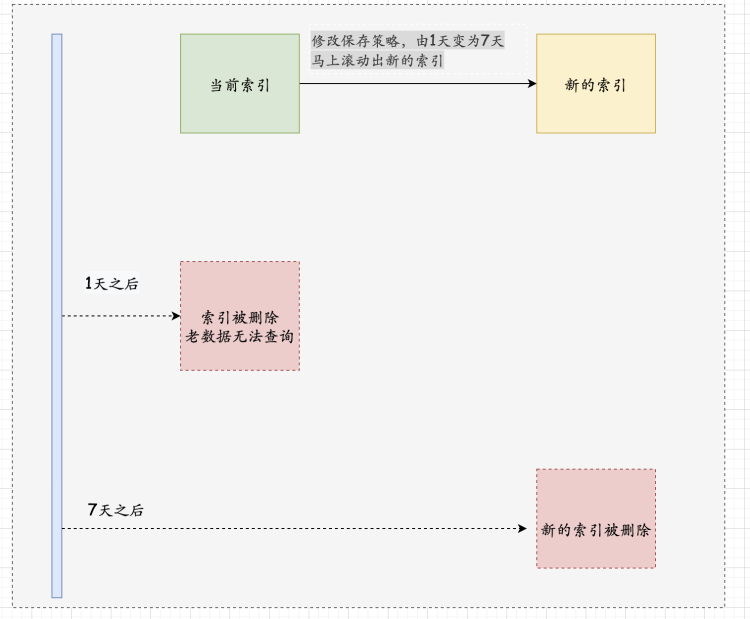 修改保存策略，由1天变为7天
马上滚动出新的索引
当前索引
新的索引
1天之后
索引被删除
老数据无法查询
7天之后
新的索引被删除